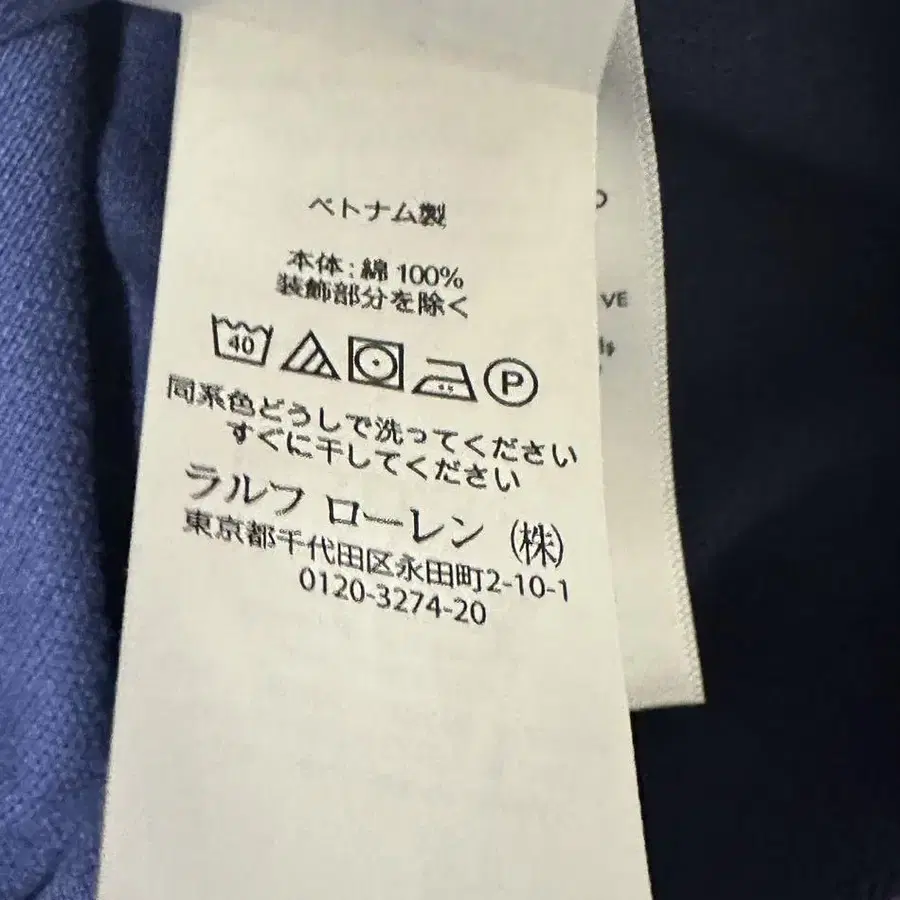 ベトナム製
本体:綿 100%
装飾部分を除く
40
P
同系色どうしで洗ってください
すぐに干してください
ラルフ ローレン (株)
東京都千代田区永田町2-10-1
0120-3274-20
VE